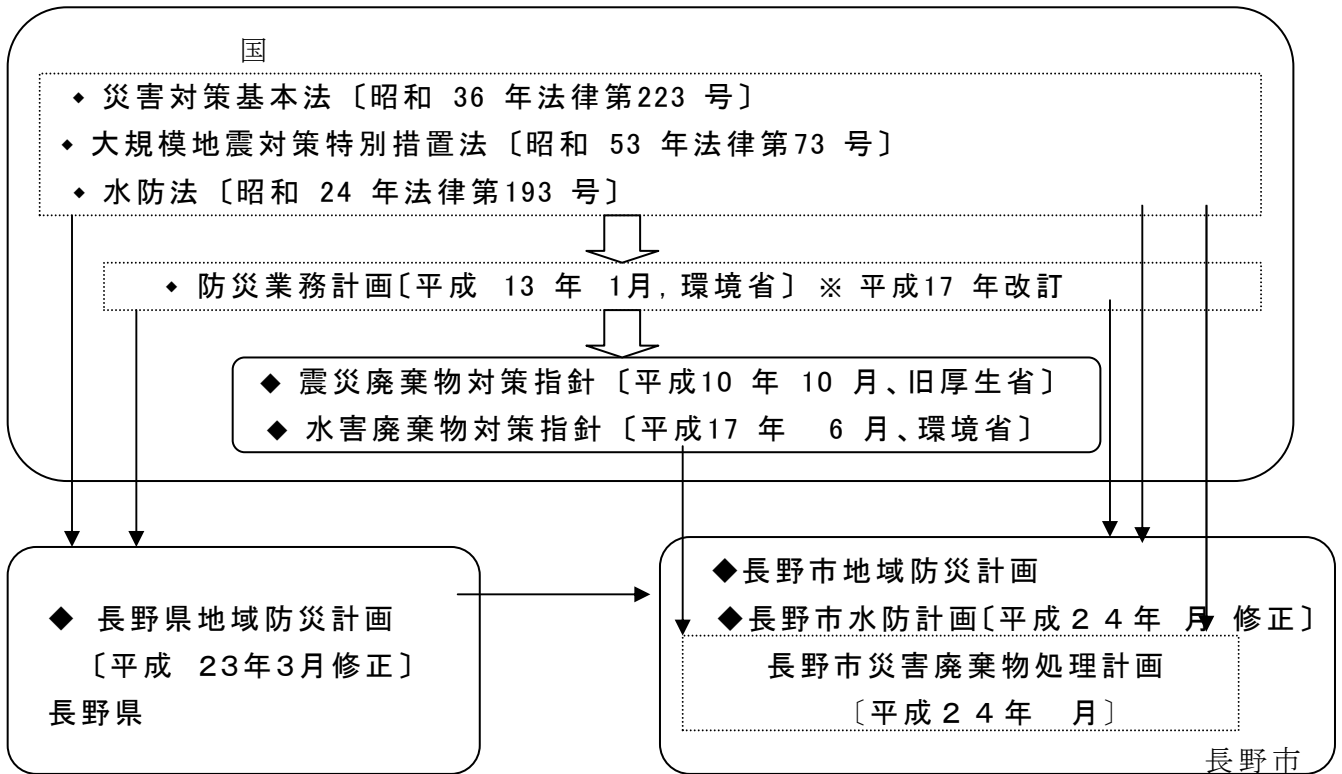 国
◆ 災害対策基本法〔昭和 36 年法律第223 号〕
◆ 大規模地震対策特別措置法〔昭和 53 年法律第73 号〕
◆ 水防法〔昭和 24 年法律第193 号〕
◆ 防災業務計画〔平成 13 年 1月,環境省〕※ 平成17 年改訂
◆ 震災廃棄物対策指針〔平成10 年 10 月、旧厚生省〕
◆ 水害廃棄物対策指針〔平成17 年 6 月、環境省〕
◆ 長野県地域防災計画
〔平成 23年3月修正〕
長野県
◆長野市地域防災計画
◆長野市水防計画〔平成24年 月 修正〕
長野市災害廃棄物処理計画
〔平成24年 月〕
長野市